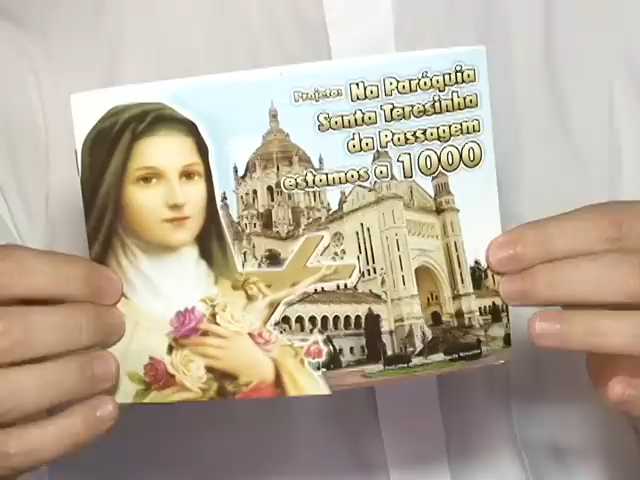 Projeto: Na Paróquia
Santa Teresinha
da Passagem
estamos a 1000